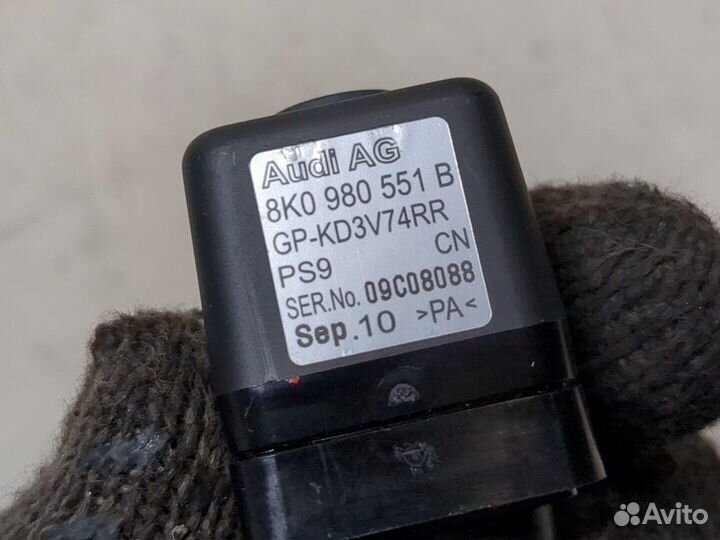 Audi AG
8K0 980 551 B
GP-KD3V74RR
PS9 CN
SER.No. 09C08088
Sep.10 >PA<
Avito